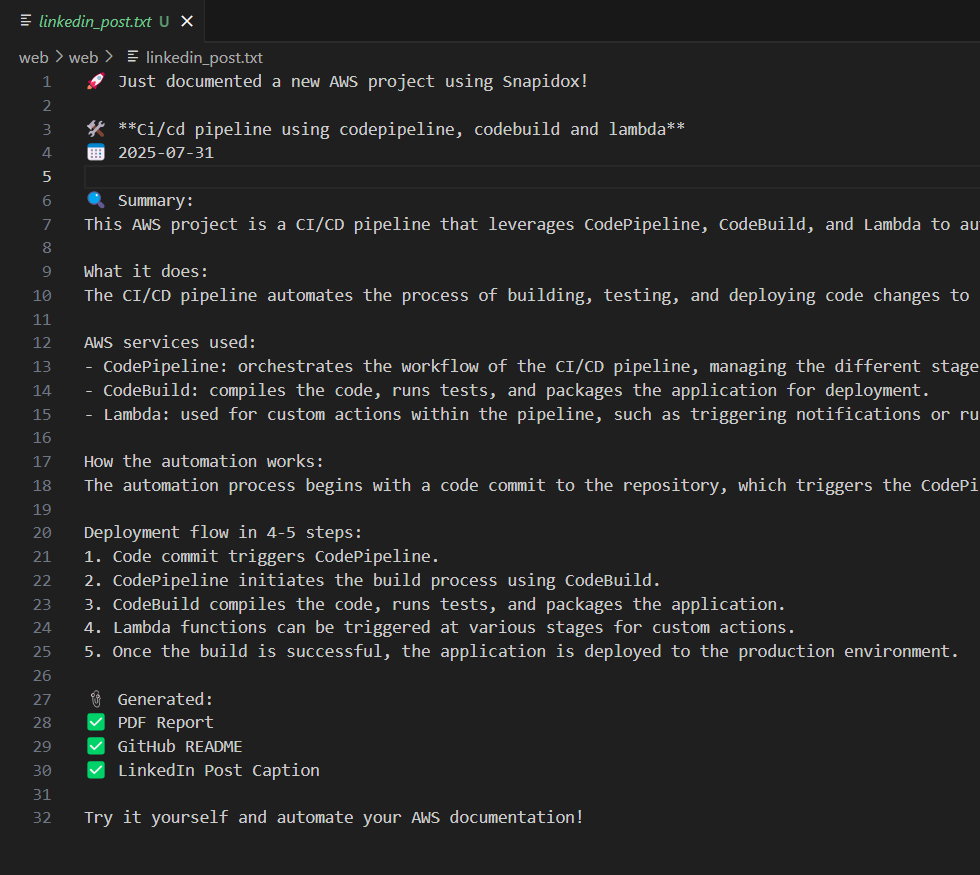 linkedin_post.txt U
web > web > linkedin_post.txt
1 🚀 Just documented a new AWS project using Snapidox!
2
3 🛠️ **Ci/cd pipeline using codepipeline, codebuild and lambda**
4 📅 2025-07-31
5
6 🔍 Summary:
7 This AWS project is a CI/CD pipeline that leverages CodePipeline, CodeBuild, and Lambda to au
8
9 What it does:
10 The CI/CD pipeline automates the process of building, testing, and deploying code changes to
11
12 AWS services used:
13 - CodePipeline: orchestrates the workflow of the CI/CD pipeline, managing the different stage
14 - CodeBuild: compiles the code, runs tests, and packages the application for deployment.
15 - Lambda: used for custom actions within the pipeline, such as triggering notifications or ru
16
17 How the automation works:
18 The automation process begins with a code commit to the repository, which triggers the CodePi
19
20 Deployment flow in 4-5 steps:
21 1. Code commit triggers CodePipeline.
22 2. CodePipeline initiates the build process using CodeBuild.
23 3. CodeBuild compiles the code, runs tests, and packages the application.
24 4. Lambda functions can be triggered at various stages for custom actions.
25 5. Once the build is successful, the application is deployed to the production environment.
26
27 📎 Generated:
28 ✅ PDF Report
29 ✅ GitHub README
30 ✅ LinkedIn Post Caption
31
32 Try it yourself and automate your AWS documentation!